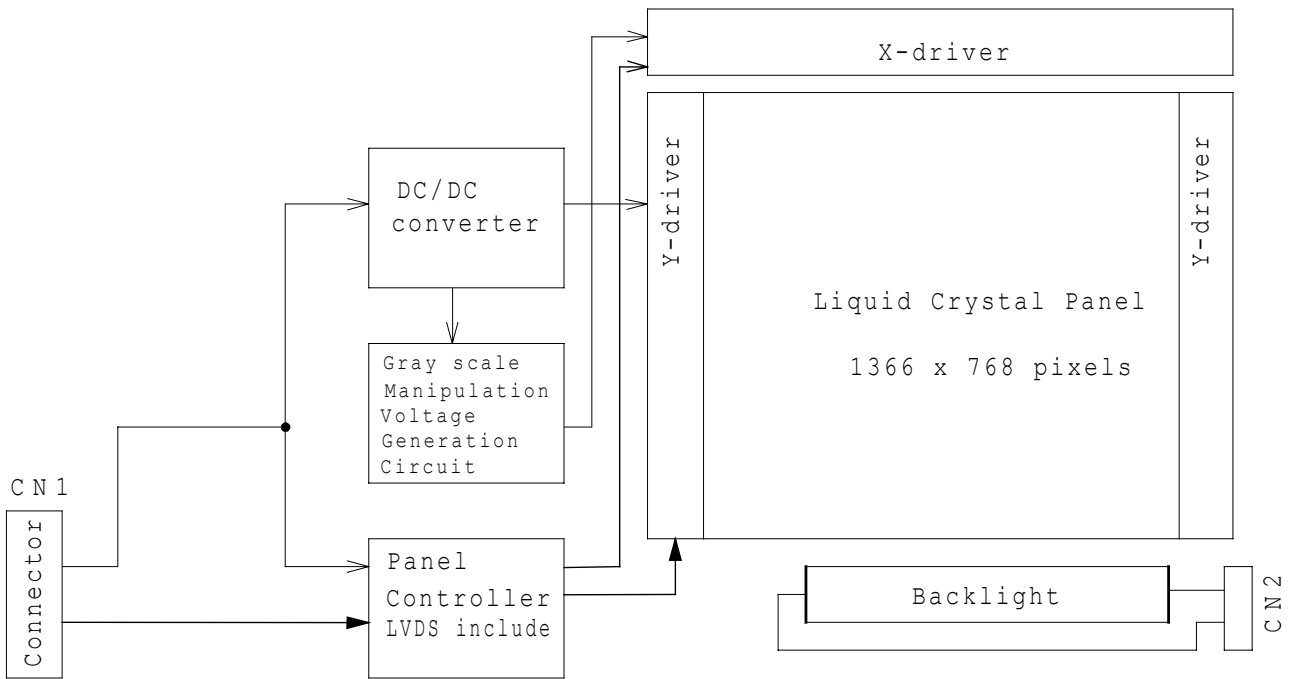 X-driver
Y-driver
Y-driver
DC/DC
converter
Liquid Crystal Panel
1366 x 768 pixels
Gray scale
Manipulation
Voltage
Generation
Circuit
CN1
Connector
Panel
Controller
LVDS include
Backlight
CN2